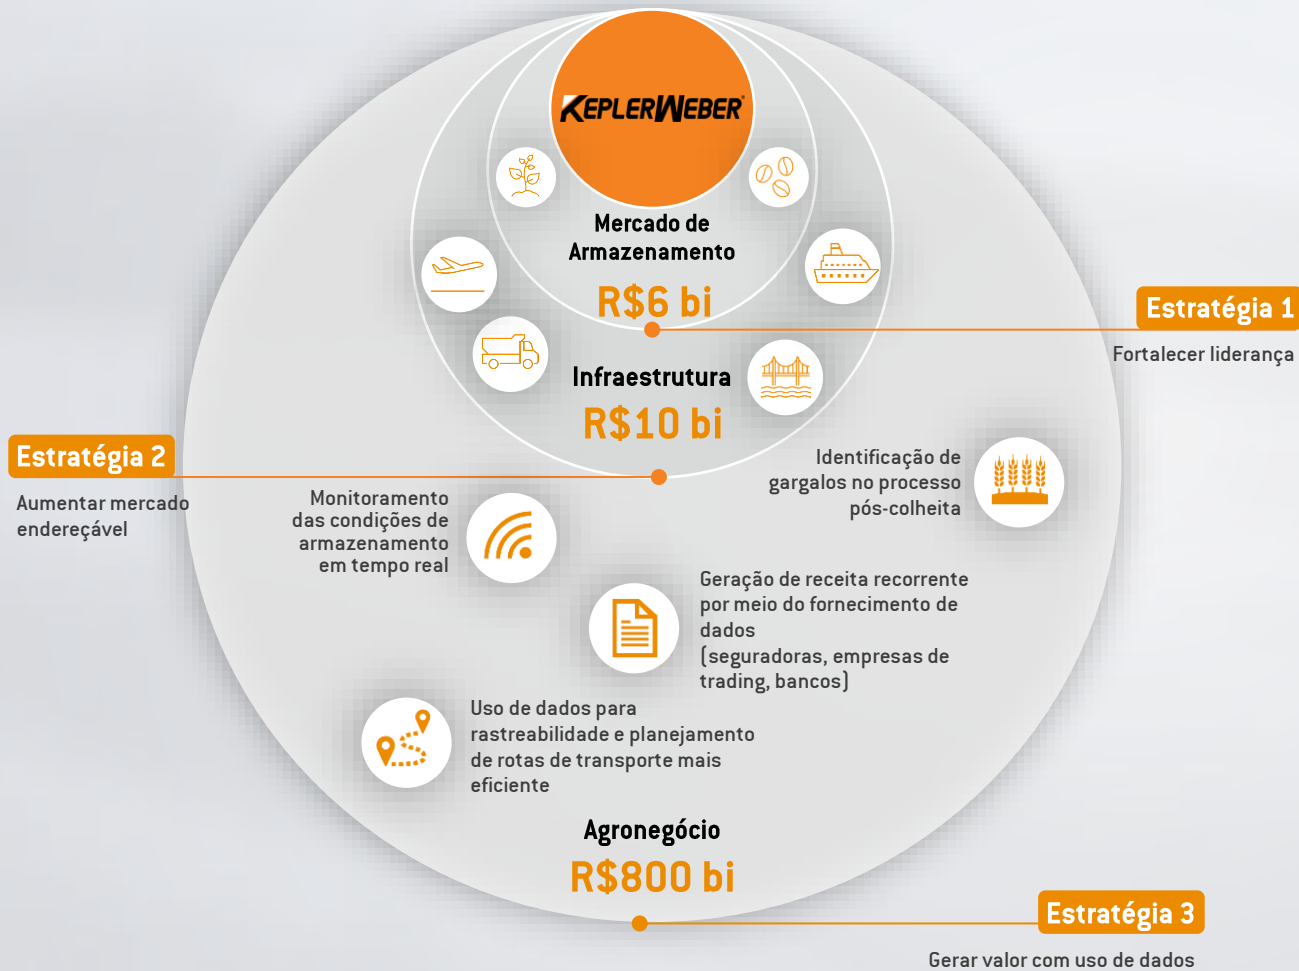 KEPLERWEBER
Mercado de
Armazenamento
R$6 bi
Estratégia 1
Fortalecer liderança
Infraestrutura
R$10 bi
Estratégia 2
Aumentar mercado
endereçável
Identificação de
gargalos no processo
pós-colheita
Monitoramento
das condições de
armazenamento
em tempo real
Geração de receita recorrente
por meio do fornecimento de
dados
(seguradoras, empresas de
trading, bancos)
Uso de dados para
rastreabilidade e planejamento
de rotas de transporte mais
eficiente
Agronegócio
R$800 bi
Estratégia 3
Gerar valor com uso de dados